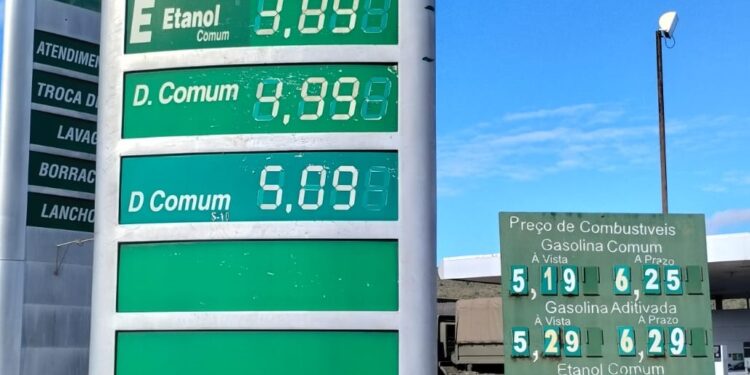 ATENDIMEN
TROCA DE
LAVAG
BORRAC
LANCHO
E Etanol 3,89
Comum
D. Comum 4,99
D Comum 5,09
S-10
Preço de Combustíveis
Gasolina Comum
À Vista A Prazo
5,19 6,25
Gasolina Aditivada
À Vista A Prazo
5,29 6,29
Etanol Comum